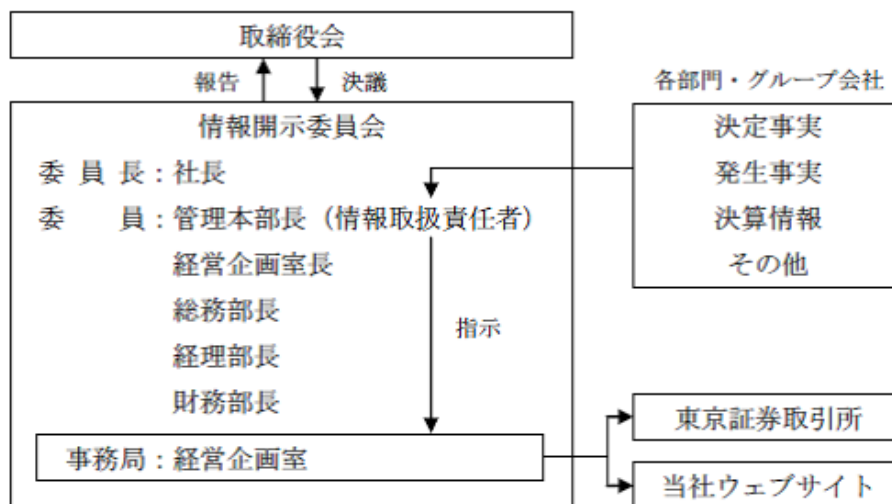 取締役会
報告
決議
各部門・グループ会社
情報開示委員会
委員長：社長
委　　員：管理本部長（情報取扱責任者）
経営企画室長
総務部長
経理部長
財務部長
決定事実
発生事実
決算情報
その他
指示
事務局：経営企画室
東京証券取引所
当社ウェブサイト